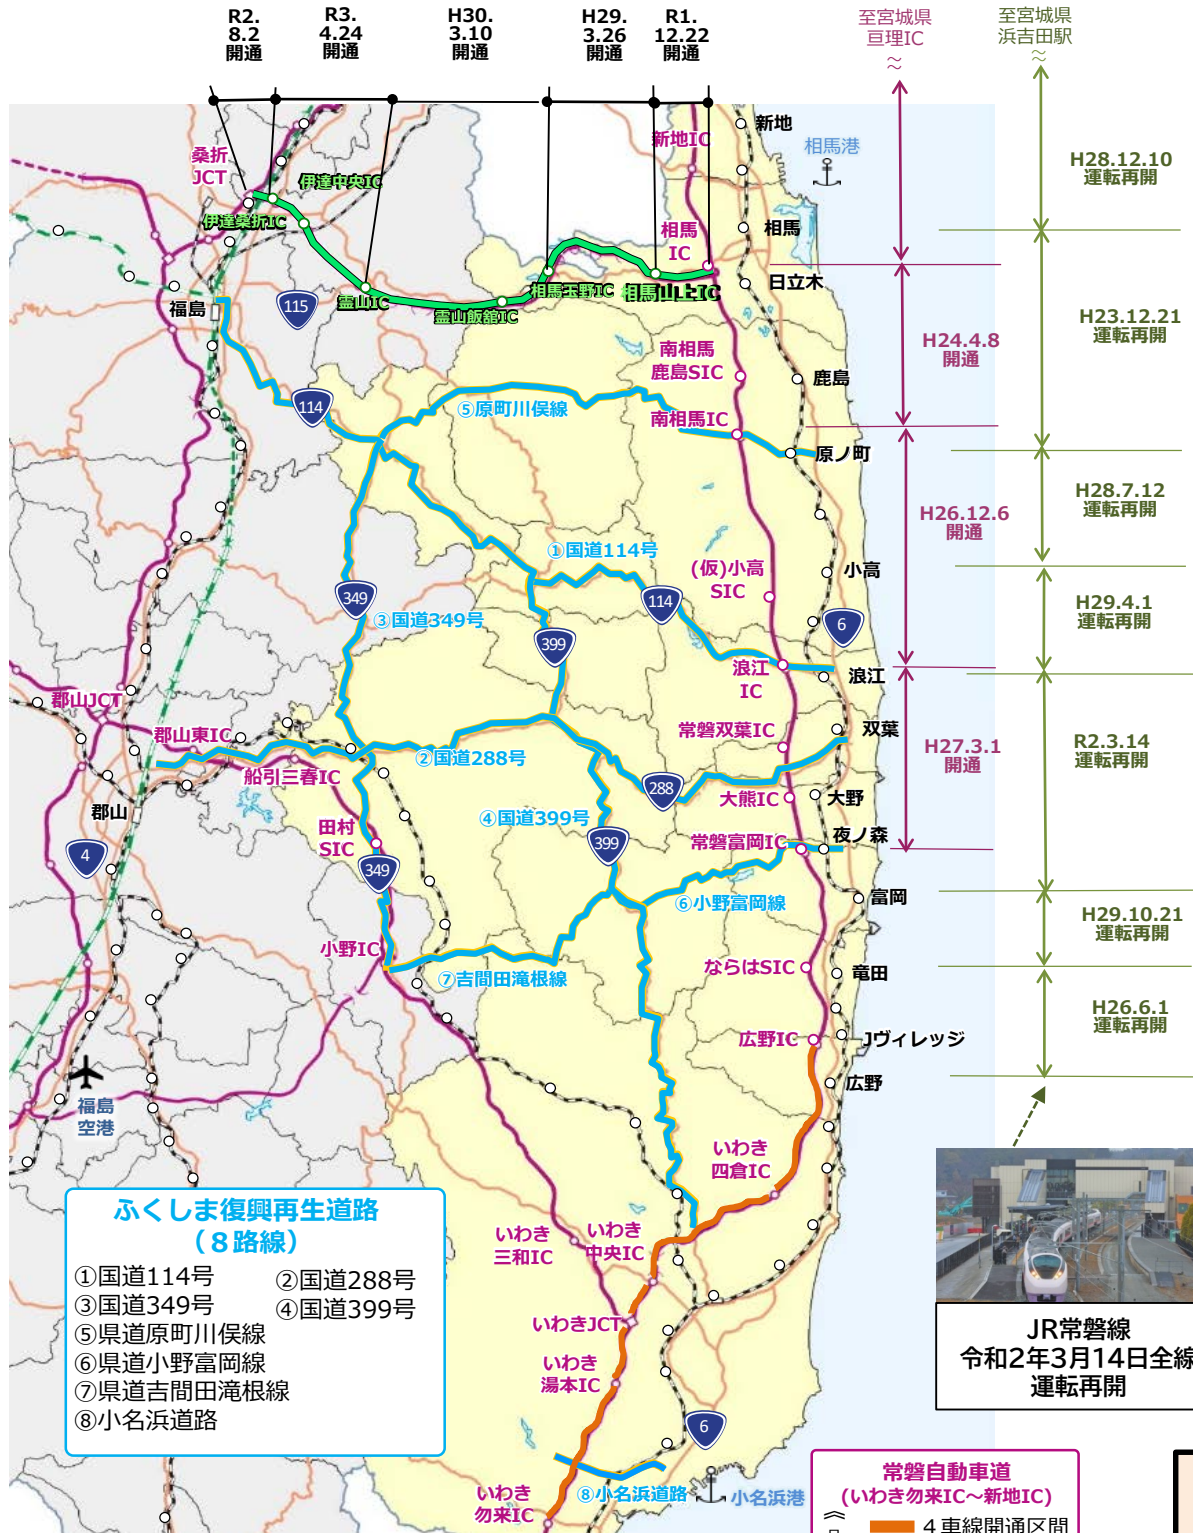 R2.
8.2
開通
R3.
4.24
開通
H30.
3.10
開通
H29.
3.26
開通
R1.
12.22
開通
至宮城県
亘理IC
至宮城県
浜吉田駅
新地
新地IC
相馬港
桑折
JCT
伊達中央IC
伊達桑折IC
H28.12.10
運転再開
相馬
相馬
IC
日立木
福島
115
霊山IC
霊山飯舘IC
相馬玉野IC
相馬山上IC
H23.12.21
運転再開
H24.4.8
開通
南相馬
鹿島SIC
鹿島
114
⑤原町川俣線
南相馬IC
原ノ町
H28.7.12
運転再開
H26.12.6
開通
①国道114号
(仮)小高
SIC
小高
349
③国道349号
114
6
399
H29.4.1
運転再開
浪江
IC
浪江
郡山JCT
郡山東IC
常磐双葉IC
双葉
②国道288号
船引三春IC
H27.3.1
開通
R2.3.14
運転再開
288
大熊IC
大野
郡山
④国道399号
田村
SIC
399
常磐富岡IC
夜ノ森
4
349
⑥小野富岡線
富岡
H29.10.21
運転再開
小野IC
⑦吉間田滝根線
ならはSIC
竜田
H26.6.1
運転再開
広野IC
Jヴィレッジ
広野
福島
空港
いわき
四倉IC
ふくしま復興再生道路
（８路線）
①国道114号
②国道288号
③国道349号
④国道399号
⑤県道原町川俣線
⑥県道小野富岡線
⑦県道吉間田滝根線
⑧小名浜道路
いわき
三和IC
いわき
中央IC
いわきJCT
いわき
湯本IC
JR常磐線
令和2年3月14日全線
運転再開
6
⑧小名浜道路
小名浜港
いわき
勿来IC
常磐自動車道
(いわき勿来IC～新地IC)
４車線開通区間